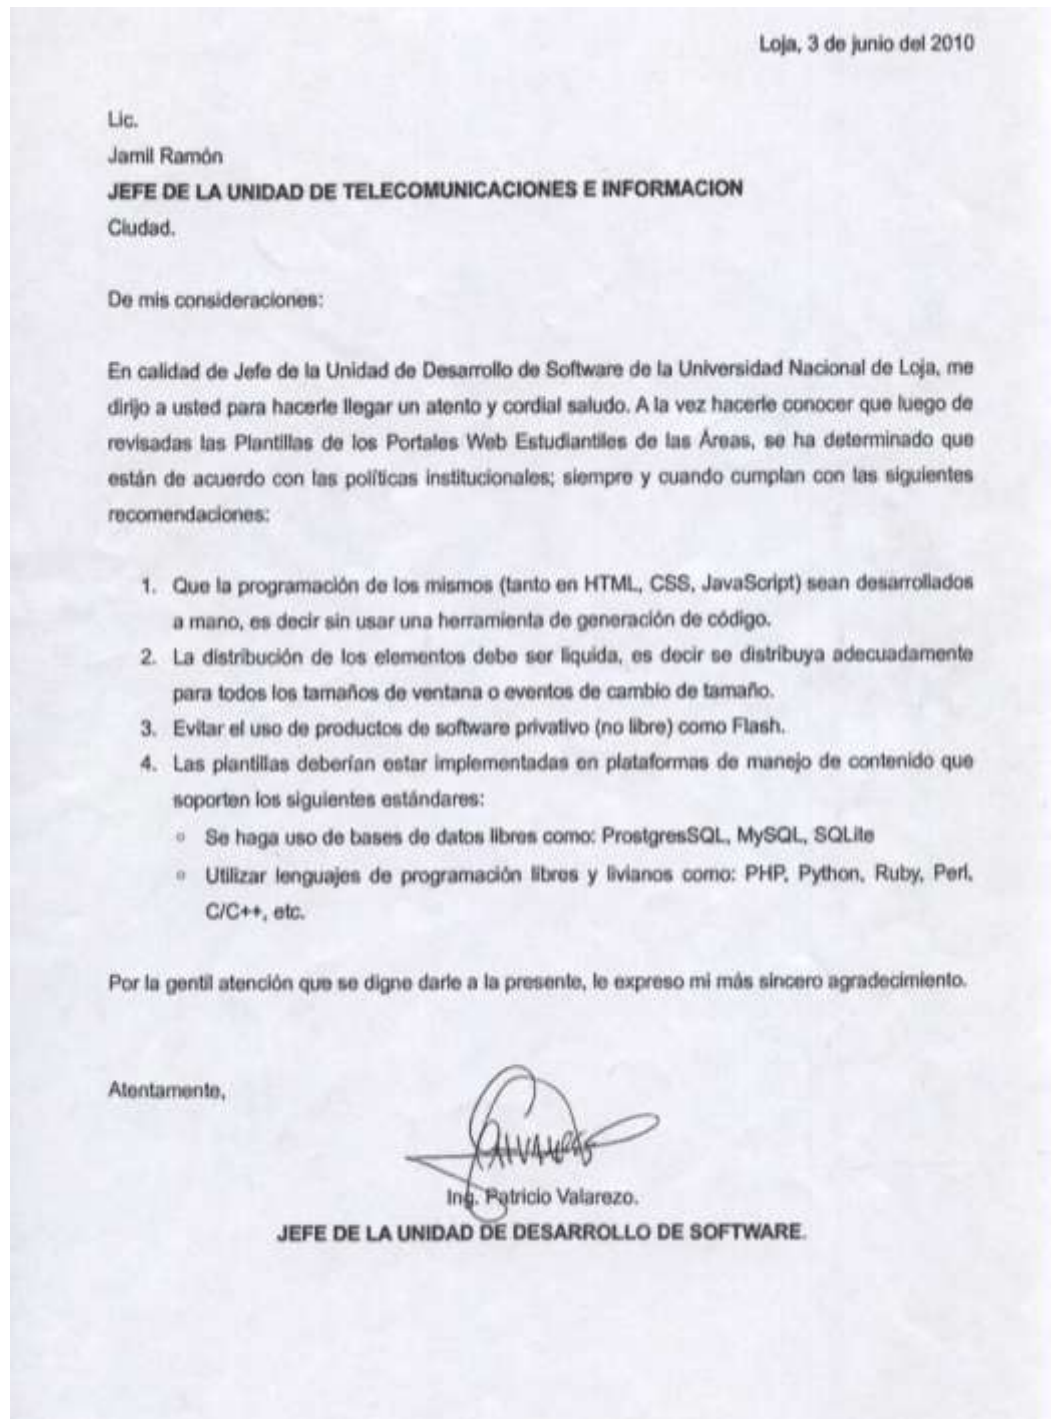 Loja, 3 de junio del 2010
Lic.
Jamil Ramón
JEFE DE LA UNIDAD DE TELECOMUNICACIONES E INFORMACION
Ciudad.
De mis consideraciones:
En calidad de Jefe de la Unidad de Desarrollo de Software de la Universidad Nacional de Loja, me
dirijo a usted para hacerle llegar un atento y cordial saludo. A la vez hacerle conocer que luego de
revisadas las Plantillas de los Portales Web Estudiantiles de las Áreas, se ha determinado que
están de acuerdo con las políticas institucionales; siempre y cuando cumplan con las siguientes
recomendaciones:
1. Que la programación de los mismos (tanto en HTML, CSS, JavaScript) sean desarrollados
a mano, es decir sin usar una herramienta de generación de código.
2. La distribución de los elementos debe ser liquida, es decir se distribuya adecuadamente
para todos los tamaños de ventana o eventos de cambio de tamaño.
3. Evitar el uso de productos de software privativo (no libre) como Flash.
4. Las plantillas deberían estar implementadas en plataformas de manejo de contenido que
soporten los siguientes estándares:
◦ Se haga uso de bases de datos libres como: ProstgresSQL, MySQL, SQLite
◦ Utilizar lenguajes de programación libres y livianos como: PHP, Python, Ruby, Perl,
C/C++, etc.
Por la gentil atención que se digne darle a la presente, le expreso mi más sincero agradecimiento.
Atentamente,
Ing. Patricio Valarezo.
JEFE DE LA UNIDAD DE DESARROLLO DE SOFTWARE.